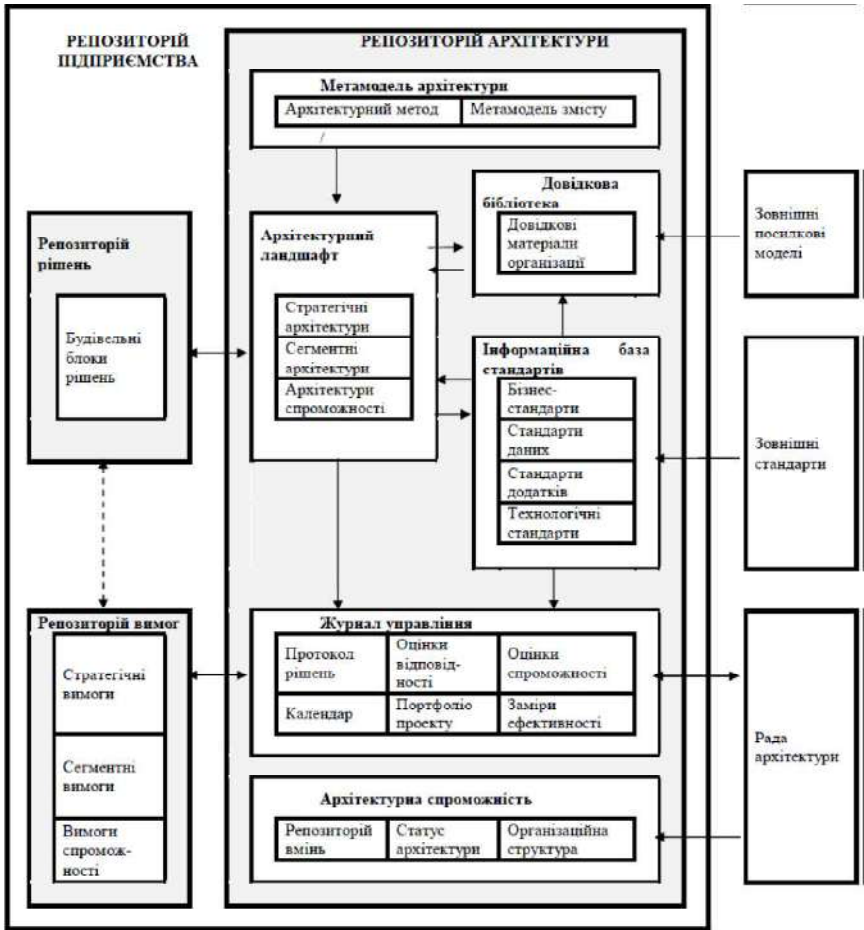 РЕПОЗИТОРІЙ
ПІДПРИЄМСТВА
РЕПОЗИТОРІЙ АРХІТЕКТУРИ
Метамодель архітектури
Архітектурний метод
Метамодель змісту
Довідкова
бібліотека
Довідкові
матеріали
організації
Зовнішні
посилкові
моделі
Репозиторій
рішень
Будівельні
блоки
рішень
Архітектурний
ландшафт
Стратегічні
архітектури
Сегментні
архітектури
Архітектури
спроможності
Інформаційна база
стандартів
Бізнес-
стандарти
Стандарти
даних
Стандарти
додатків
Технологічні
стандарти
Зовнішні
стандарти
Репозиторій вимог
Стратегічні
вимоги
Сегментні
вимоги
Вимоги
спромож-
ності
Журнал управління
Протокол
рішень
Оцінки
відповід-
ності
Оцінки
спроможності
Календар
Портфоліо
проекту
Заміри
ефективності
Рада
архітектури
Архітектурна спроможність
Репозиторій
вмінь
Статус
архітектури
Організаційна
структура